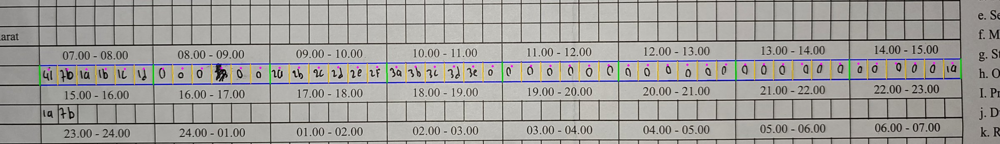 e. Se
arat f. M
07.00 - 08.00 08.00 - 09.00 09.00 - 10.00 10.00 - 11.00 11.00 - 12.00 12.00 - 13.00 13.00 - 14.00 14.00 - 15.00 g. St
4i 7b 1a 1b 1c 1d 0 0 0 0 0 2a 2b 2c 2d 2e 2f 3a 3b 3c 3d 3e 0 0 0 0 0 0 0 0 0 0 0 0 0 0 0 0 0 0 0 0 0 0 0 0 1a h. O
15.00 - 16.00 16.00 - 17.00 17.00 - 18.00 18.00 - 19.00 19.00 - 20.00 20.00 - 21.00 21.00 - 22.00 22.00 - 23.00 I. Pr
1a 7b j. D
23.00 - 24.00 24.00 - 01.00 01.00 - 02.00 02.00 - 03.00 03.00 - 04.00 04.00 - 05.00 05.00 - 06.00 06.00 - 07.00 k. R